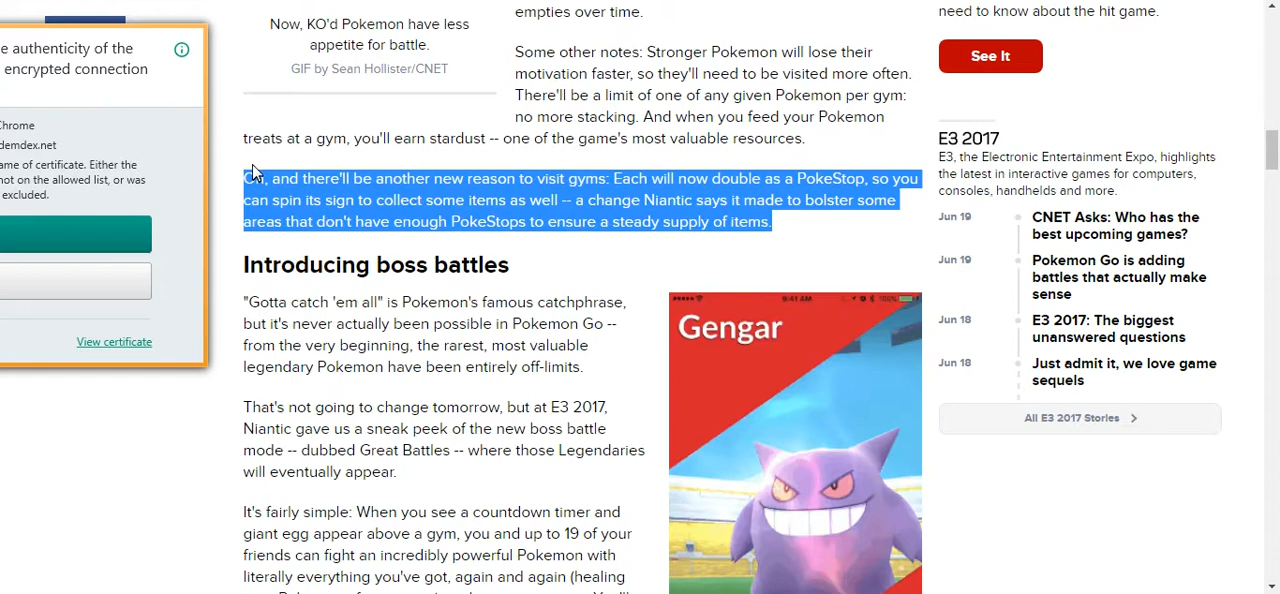 e authenticity of the
encrypted connection
Chrome
demdex.net
ame of certificate. Either the
not on the allowed list, or was
excluded.
View certificate
Now, KO'd Pokemon have less
appetite for battle.
GIF by Sean Hollister/CNET
empties over time.
Some other notes: Stronger Pokemon will lose their
motivation faster, so they'll need to be visited more often.
There'll be a limit of one of any given Pokemon per gym:
no more stacking. And when you feed your Pokemon
treats at a gym, you'll earn stardust -- one of the game's most valuable resources.
Oh, and there'll be another new reason to visit gyms: Each will now double as a PokeStop, so you
can spin its sign to collect some items as well -- a change Niantic says it made to bolster some
areas that don't have enough PokeStops to ensure a steady supply of items.
Introducing boss battles
"Gotta catch 'em all" is Pokemon's famous catchphrase,
but it's never actually been possible in Pokemon Go --
from the very beginning, the rarest, most valuable
legendary Pokemon have been entirely off-limits.
That's not going to change tomorrow, but at E3 2017,
Niantic gave us a sneak peek of the new boss battle
mode -- dubbed Great Battles -- where those Legendaries
will eventually appear.
It's fairly simple: When you see a countdown timer and
giant egg appear above a gym, you and up to 19 of your
friends can fight an incredibly powerful Pokemon with
literally everything you've got, again and again (healing
9:41 AM 100%
Gengar
need to know about the hit game.
See It
E3 2017
E3, the Electronic Entertainment Expo, highlights
the latest in interactive games for computers,
consoles, handhelds and more.
Jun 19 CNET Asks: Who has the
best upcoming games?
Jun 19 Pokemon Go is adding
battles that actually make
sense
Jun 18 E3 2017: The biggest
unanswered questions
Jun 18 Just admit it, we love game
sequels
All E3 2017 Stories